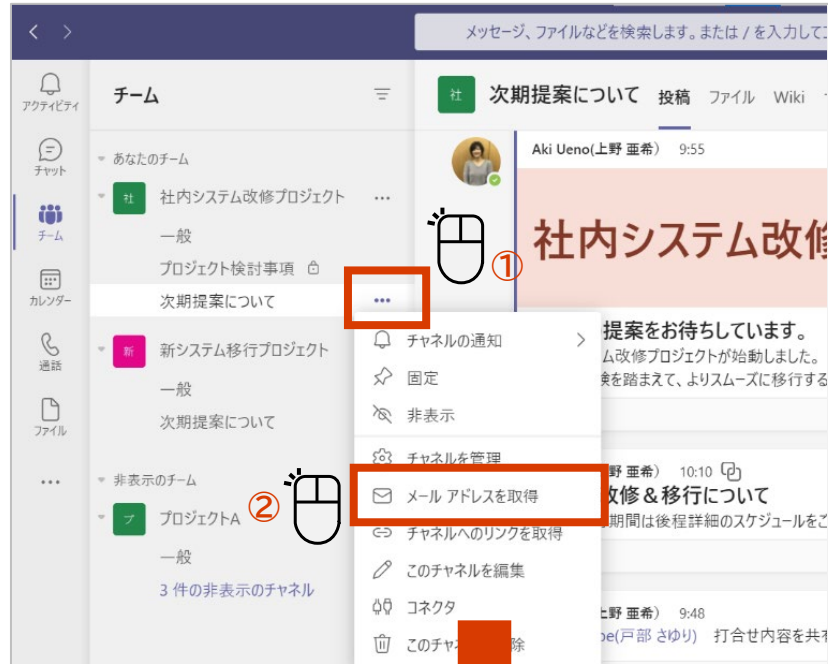 メッセージ、ファイルなどを検索します。または / を入力して
アクティビティ
チャット
チーム
カレンダー
通話
ファイル
チーム
あなたのチーム
社 社内システム改修プロジェクト
一般
プロジェクト検討事項
次期提案について
新 新システム移行プロジェクト
一般
次期提案について
非表示のチーム
プ プロジェクトA
一般
3 件の非表示のチャネル
①
②
チャネルの通知
固定
非表示
チャネルを管理
メール アドレスを取得
チャネルへのリンクを取得
このチャネルを編集
コネクタ
このチャ 除
社 次期提案について 投稿 ファイル Wiki
Aki Ueno(上野 亜希) 9:55
社内システム改修
提案をお待ちしています。
ム改修プロジェクトが始動しました。
を踏まえて、よりスムーズに移行する
野 亜希) 10:10
改修&移行について
期間は後程詳細のスケジュールをご
上野 亜希) 9:48
be(戸部 さゆり) 打合せ内容を共有